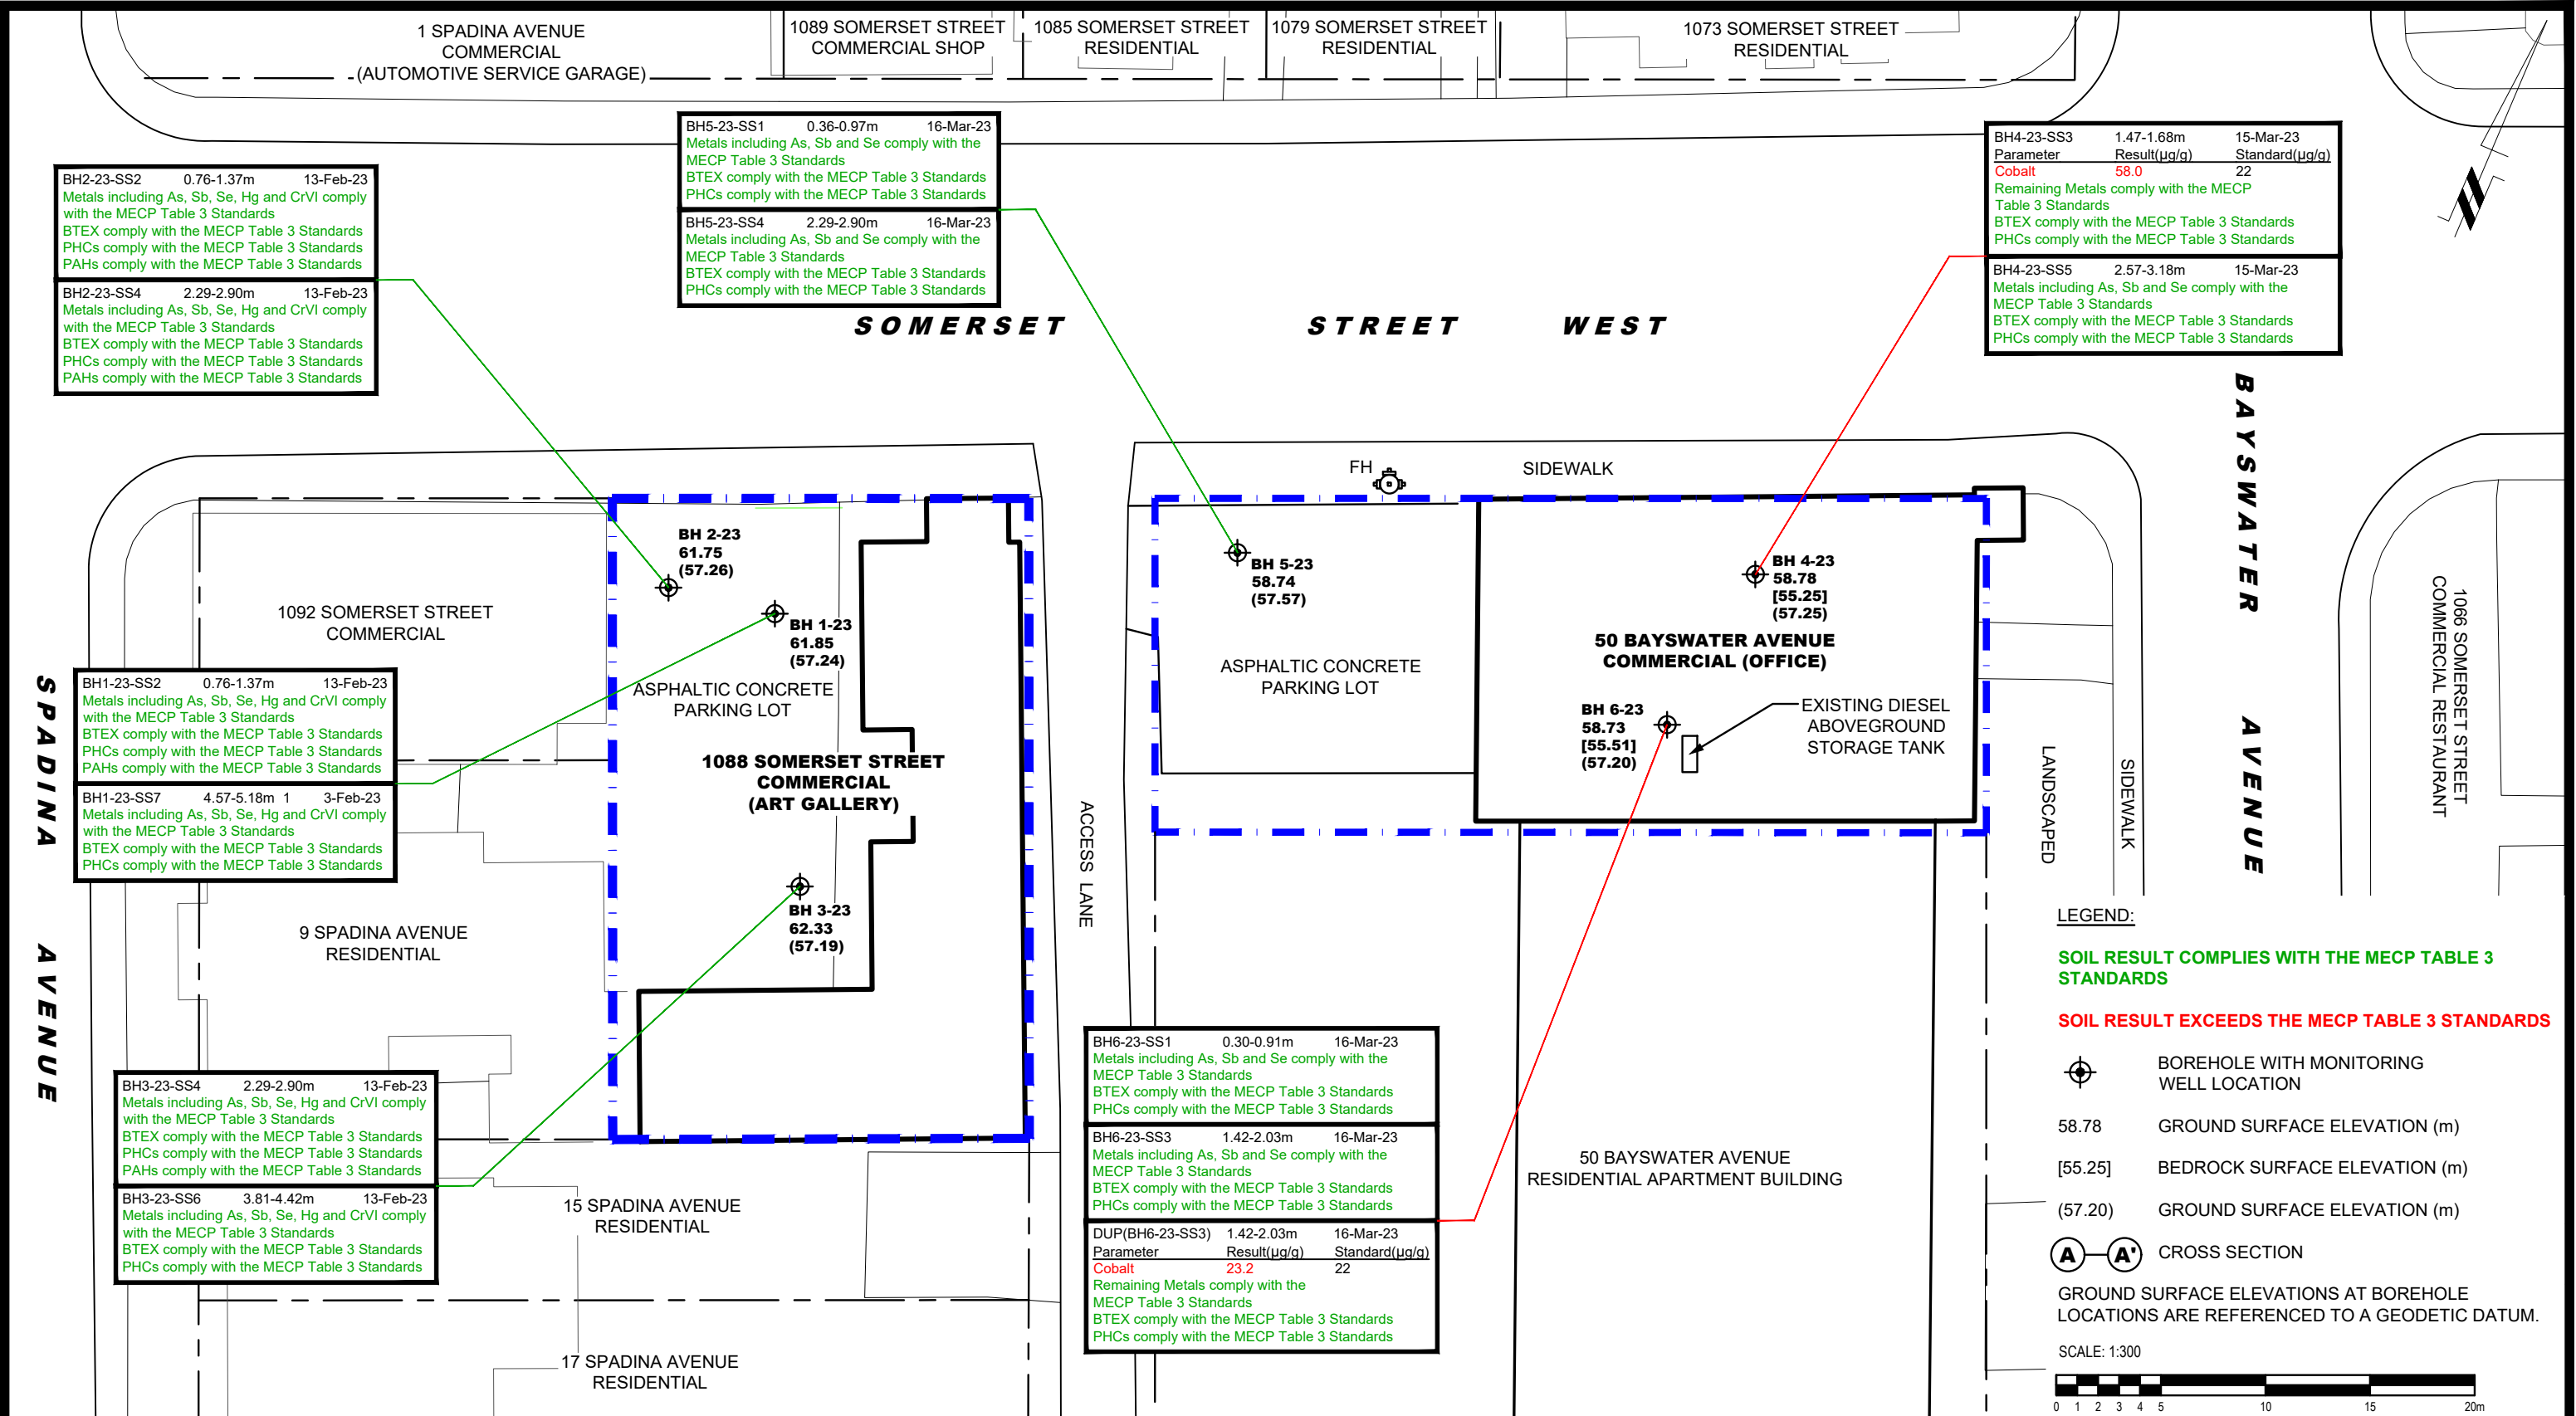 1 SPADINA AVENUE
COMMERCIAL
(AUTOMOTIVE SERVICE GARAGE)
1089 SOMERSET STREET
COMMERCIAL SHOP
1085 SOMERSET STREET
RESIDENTIAL
1079 SOMERSET STREET
RESIDENTIAL
1073 SOMERSET STREET
RESIDENTIAL
BH5-23-SS1 0.36-0.97m 16-Mar-23
Metals including As, Sb and Se comply with the
MECP Table 3 Standards
BTEX comply with the MECP Table 3 Standards
PHCs comply with the MECP Table 3 Standards
BH5-23-SS4 2.29-2.90m 16-Mar-23
Metals including As, Sb and Se comply with the
MECP Table 3 Standards
BTEX comply with the MECP Table 3 Standards
PHCs comply with the MECP Table 3 Standards
BH4-23-SS3 1.47-1.68m 15-Mar-23
Parameter Result(µg/g) Standard(µg/g)
Cobalt 58.0 22
Remaining Metals comply with the MECP
Table 3 Standards
BTEX comply with the MECP Table 3 Standards
PHCs comply with the MECP Table 3 Standards
BH4-23-SS5 2.57-3.18m 15-Mar-23
Metals including As, Sb and Se comply with the
MECP Table 3 Standards
BTEX comply with the MECP Table 3 Standards
PHCs comply with the MECP Table 3 Standards
BH2-23-SS2 0.76-1.37m 13-Feb-23
Metals including As, Sb, Se, Hg and CrVI comply
with the MECP Table 3 Standards
BTEX comply with the MECP Table 3 Standards
PHCs comply with the MECP Table 3 Standards
PAHs comply with the MECP Table 3 Standards
BH2-23-SS4 2.29-2.90m 13-Feb-23
Metals including As, Sb, Se, Hg and CrVI comply
with the MECP Table 3 Standards
BTEX comply with the MECP Table 3 Standards
PHCs comply with the MECP Table 3 Standards
PAHs comply with the MECP Table 3 Standards
SOMERSET STREET WEST
BAYSWATER AVENUE
FH
SIDEWALK
BH 2-23
61.75
(57.26)
BH 1-23
61.85
(57.24)
BH 5-23
58.74
(57.57)
BH 4-23
58.78
[55.25]
(57.25)
1092 SOMERSET STREET
COMMERCIAL
50 BAYSWATER AVENUE
COMMERCIAL (OFFICE)
ASPHALTIC CONCRETE
PARKING LOT
ASPHALTIC CONCRETE
PARKING LOT
1066 SOMERSET STREET
COMMERCIAL RESTAURANT
SPADINA AVENUE
BH1-23-SS2 0.76-1.37m 13-Feb-23
Metals including As, Sb, Se, Hg and CrVI comply
with the MECP Table 3 Standards
BTEX comply with the MECP Table 3 Standards
PHCs comply with the MECP Table 3 Standards
PAHs comply with the MECP Table 3 Standards
BH1-23-SS7 4.57-5.18m 1 3-Feb-23
Metals including As, Sb, Se, Hg and CrVI comply
with the MECP Table 3 Standards
BTEX comply with the MECP Table 3 Standards
PHCs comply with the MECP Table 3 Standards
BH 6-23
58.73
[55.51]
(57.20)
EXISTING DIESEL
ABOVEGROUND
STORAGE TANK
1088 SOMERSET STREET
COMMERCIAL
(ART GALLERY)
ACCESS LANE
LANDSCAPED
SIDEWALK
BH 3-23
62.33
(57.19)
9 SPADINA AVENUE
RESIDENTIAL
BH3-23-SS4 2.29-2.90m 13-Feb-23
Metals including As, Sb, Se, Hg and CrVI comply
with the MECP Table 3 Standards
BTEX comply with the MECP Table 3 Standards
PHCs comply with the MECP Table 3 Standards
PAHs comply with the MECP Table 3 Standards
BH3-23-SS6 3.81-4.42m 13-Feb-23
Metals including As, Sb, Se, Hg and CrVI comply
with the MECP Table 3 Standards
BTEX comply with the MECP Table 3 Standards
PHCs comply with the MECP Table 3 Standards
15 SPADINA AVENUE
RESIDENTIAL
17 SPADINA AVENUE
RESIDENTIAL
BH6-23-SS1 0.30-0.91m 16-Mar-23
Metals including As, Sb and Se comply with the
MECP Table 3 Standards
BTEX comply with the MECP Table 3 Standards
PHCs comply with the MECP Table 3 Standards
BH6-23-SS3 1.42-2.03m 16-Mar-23
Metals including As, Sb and Se comply with the
MECP Table 3 Standards
BTEX comply with the MECP Table 3 Standards
PHCs comply with the MECP Table 3 Standards
DUP(BH6-23-SS3) 1.42-2.03m 16-Mar-23
Parameter Result(µg/g) Standard(µg/g)
Cobalt 23.2 22
Remaining Metals comply with the
MECP Table 3 Standards
BTEX comply with the MECP Table 3 Standards
PHCs comply with the MECP Table 3 Standards
50 BAYSWATER AVENUE
RESIDENTIAL APARTMENT BUILDING
LEGEND:
SOIL RESULT COMPLIES WITH THE MECP TABLE 3
STANDARDS
SOIL RESULT EXCEEDS THE MECP TABLE 3 STANDARDS
BOREHOLE WITH MONITORING
WELL LOCATION
58.78 GROUND SURFACE ELEVATION (m)
[55.25] BEDROCK SURFACE ELEVATION (m)
(57.20) GROUND SURFACE ELEVATION (m)
A A' CROSS SECTION
GROUND SURFACE ELEVATIONS AT BOREHOLE
LOCATIONS ARE REFERENCED TO A GEODETIC DATUM.
SCALE: 1:300
0 1 2 3 4 5 10 15 20m